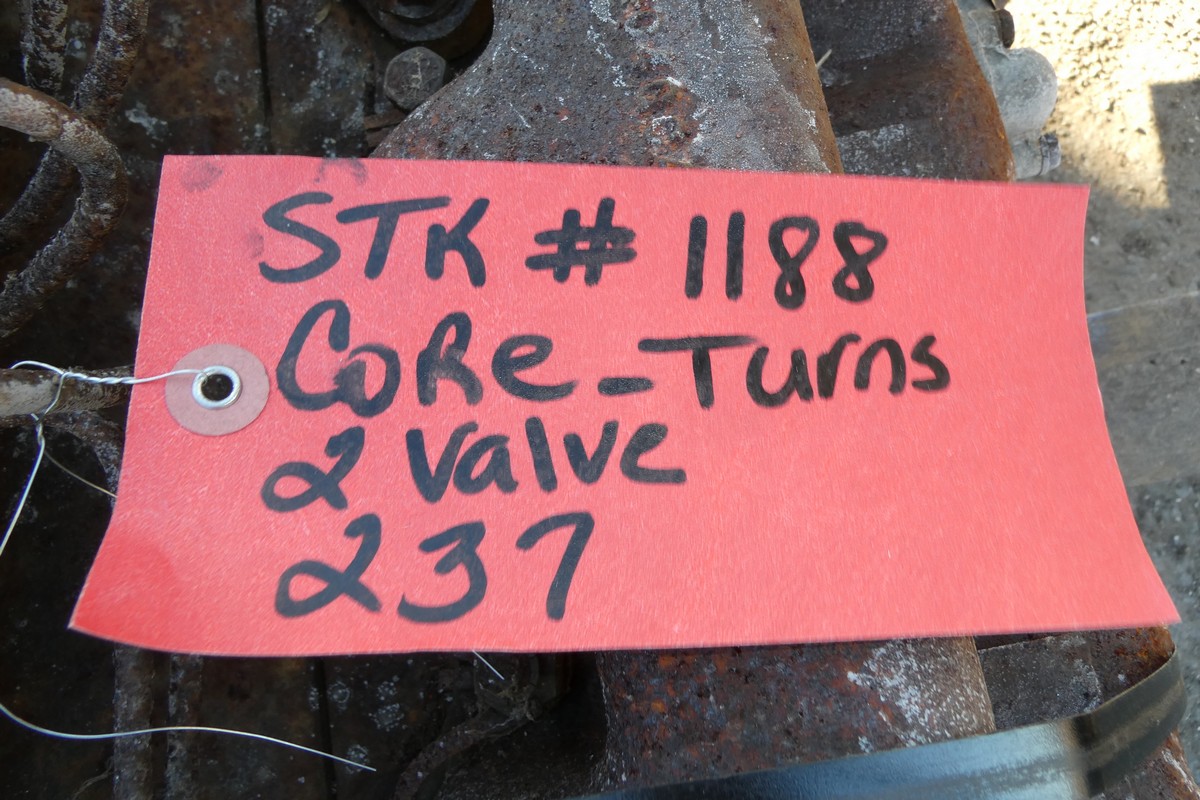 STK # 1188
CoRe - Turns
2 Valve
237